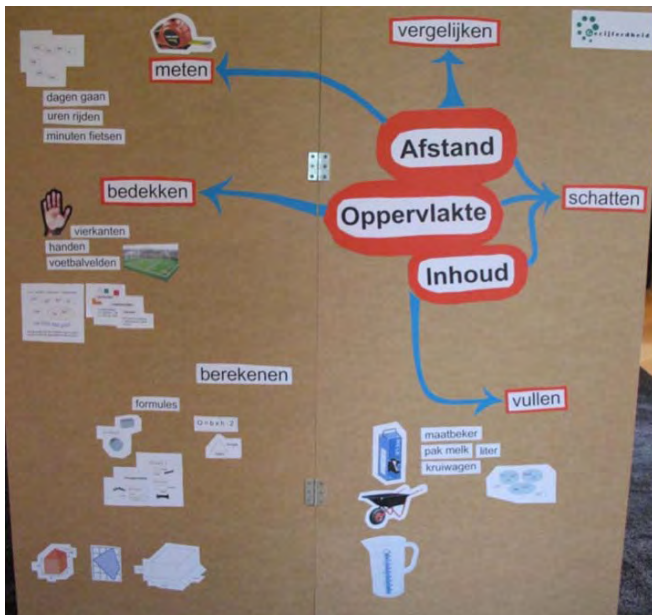 vergelijken
meten
dagen gaan
uren rijden
minuten fietsen
Afstand
bedekken
Oppervlakte
schatten
vierkanten
handen
voetbalvelden
Inhoud
berekenen
formules
vullen
maatbeker
pak melk
liter
kruiwagen